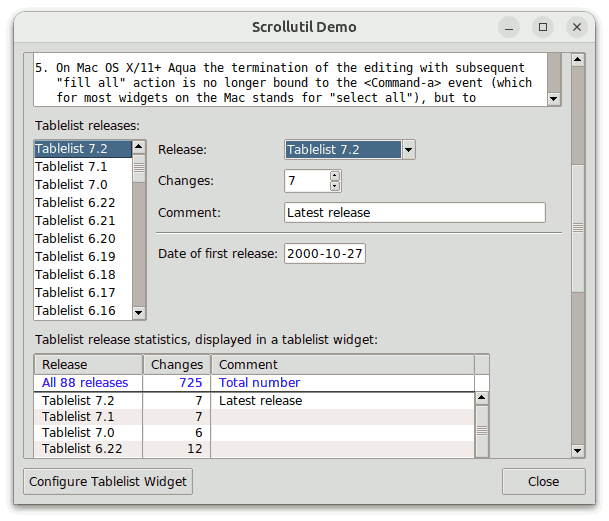 Scrollutil Demo
5. On Mac OS X/11+ Aqua the termination of the editing with subsequent
"fill all" action is no longer bound to the <Command-a> event (which
for most widgets on the Mac stands for "select all"), but to
Tablelist releases:
Tablelist 7.2
Tablelist 7.1
Tablelist 7.0
Tablelist 6.22
Tablelist 6.21
Tablelist 6.20
Tablelist 6.19
Tablelist 6.18
Tablelist 6.17
Tablelist 6.16
Release: Tablelist 7.2
Changes: 7
Comment: Latest release
Date of first release: 2000-10-27
Tablelist release statistics, displayed in a tablelist widget:
Release Changes Comment
All 88 releases 725 Total number
Tablelist 7.2 7 Latest release
Tablelist 7.1 7
Tablelist 7.0 6
Tablelist 6.22 12
Configure Tablelist Widget Close